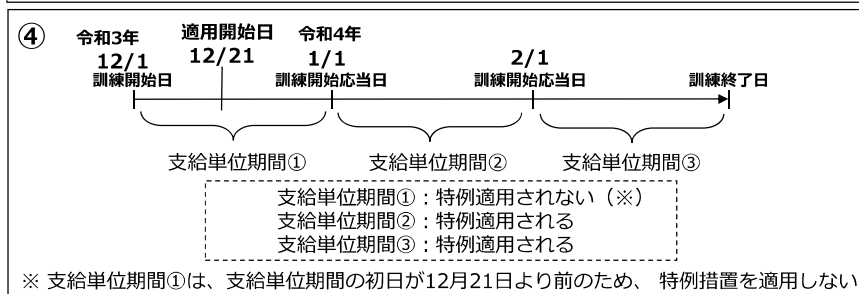 ④
令和3年 適用開始日 令和4年
12/1 12/21 1/1 2/1
訓練開始日 訓練開始応当日 訓練開始応当日 訓練終了日
支給単位期間① 支給単位期間② 支給単位期間③
支給単位期間①：特例適用されない（※）
支給単位期間②：特例適用される
支給単位期間③：特例適用される
※ 支給単位期間①は、支給単位期間の初日が12月21日より前のため、 特例措置を適用しない